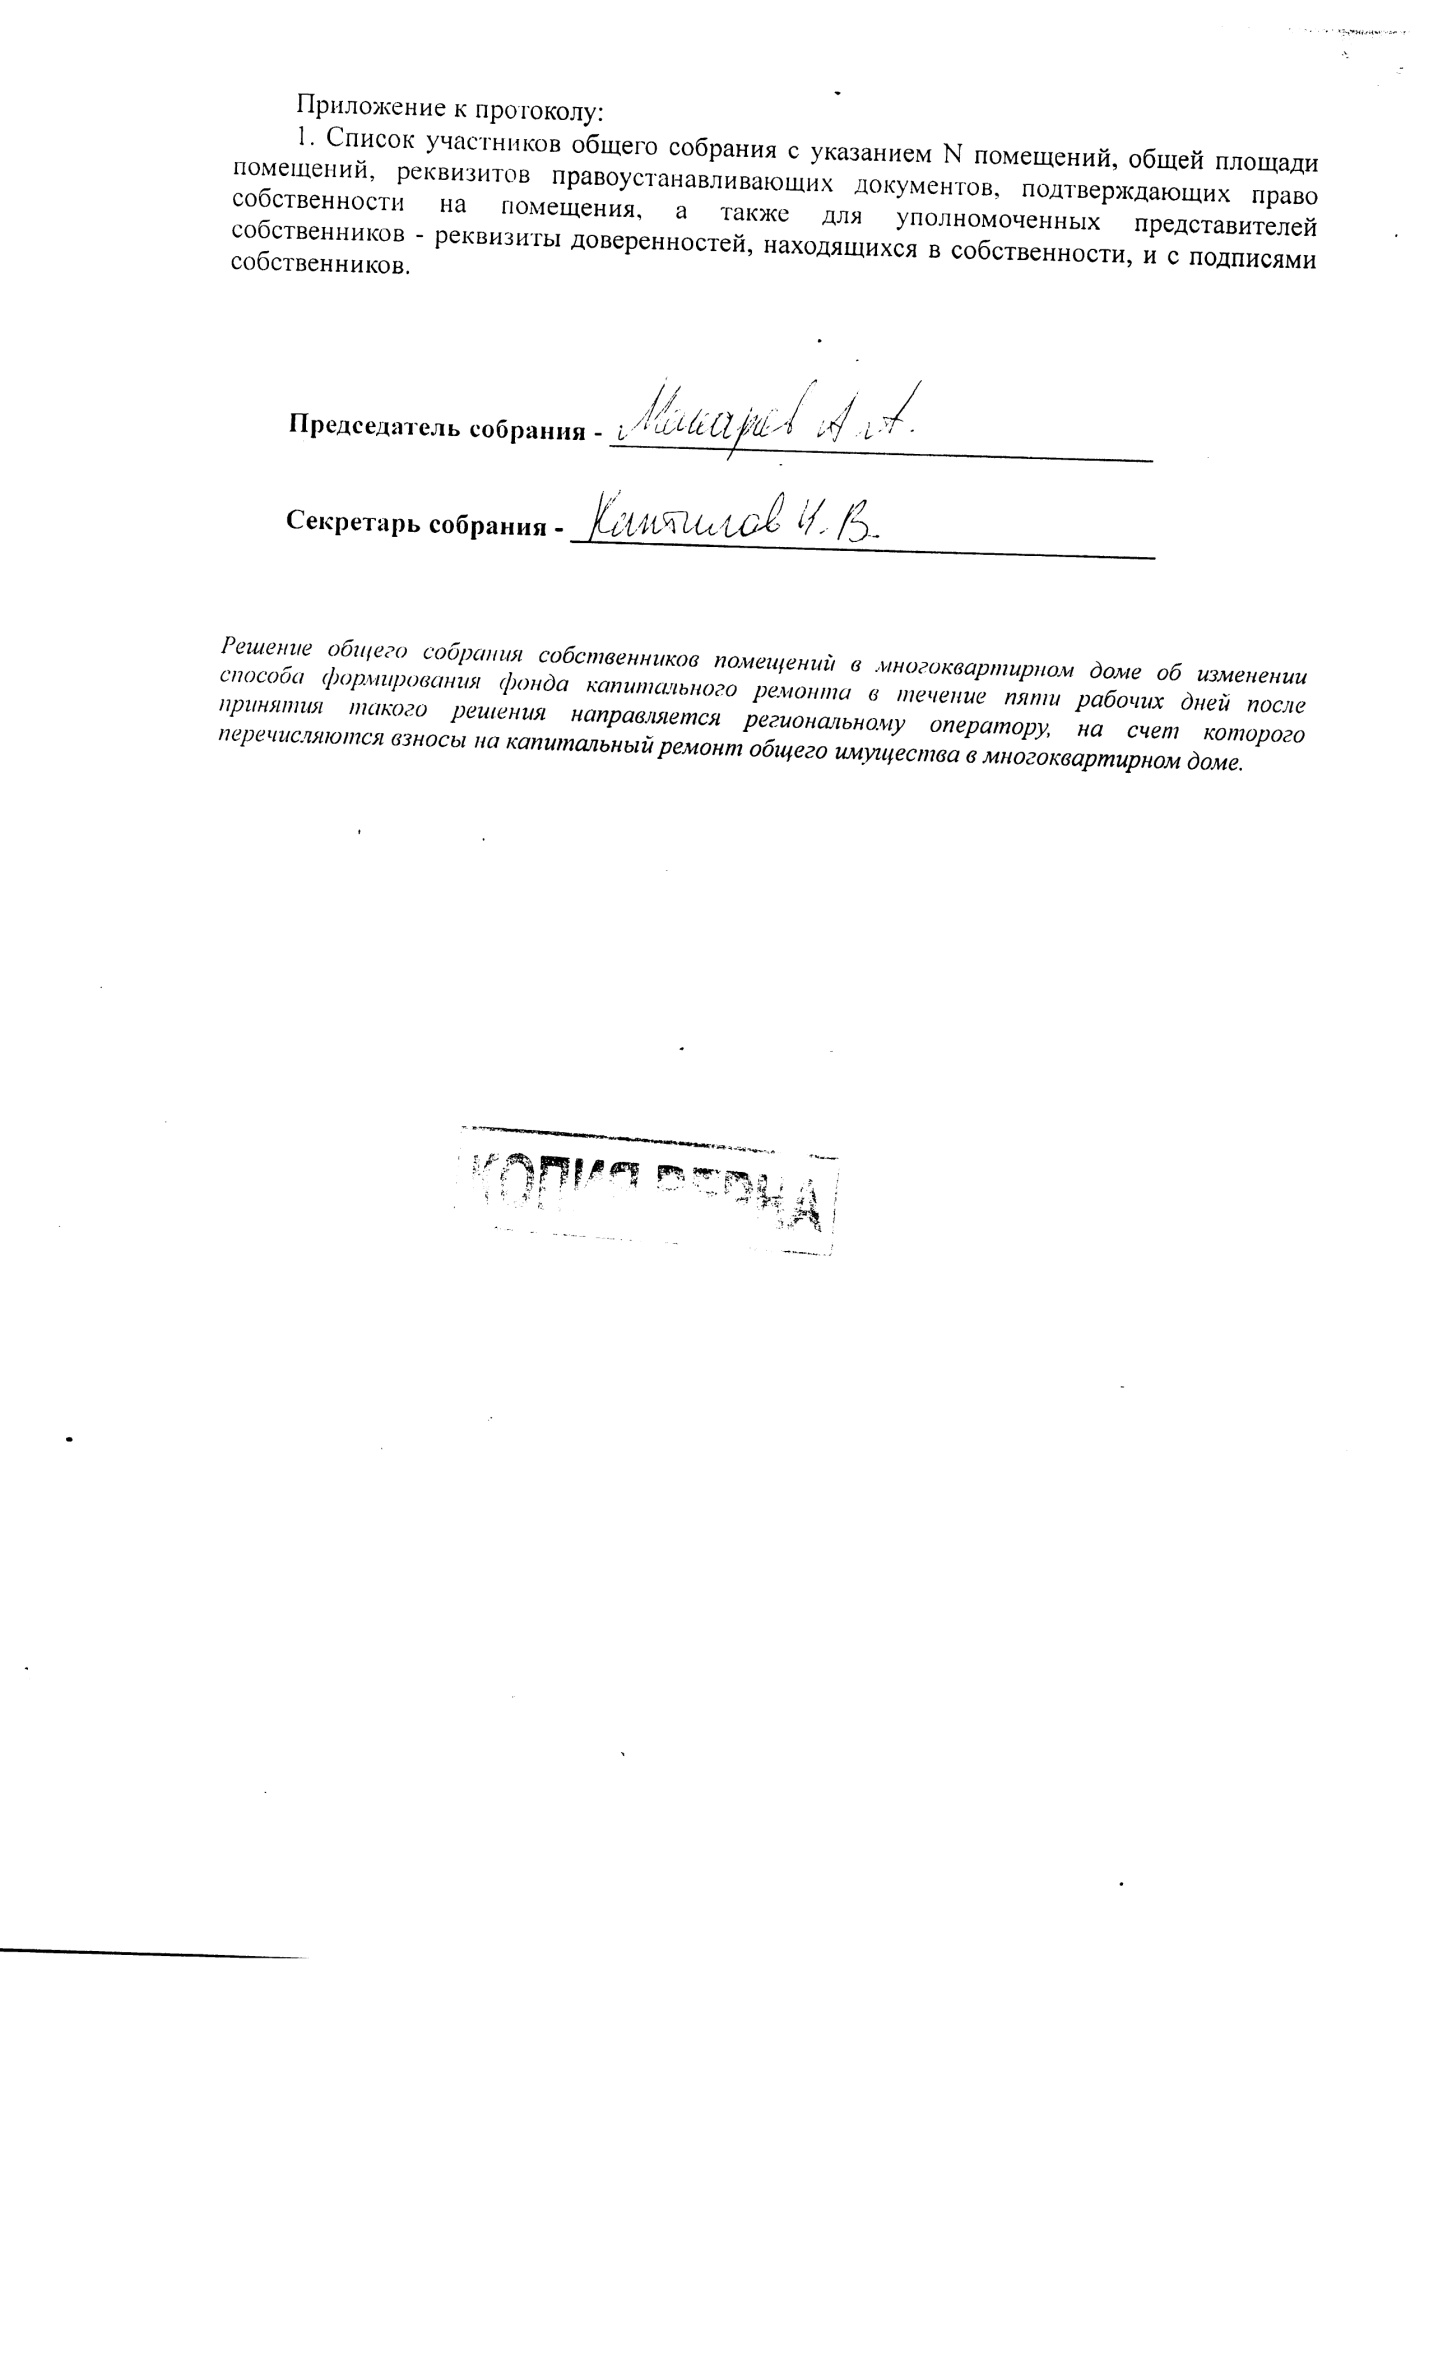 Приложение к протоколу:
1. Список участников общего собрания с указанием N помещений, общей площади
помещений, реквизитов правоустанавливающих документов, подтверждающих право
собственности на помещения, а также для уполномоченных представителей
собственников - реквизиты доверенностей, находящихся в собственности, и с подписями
собственников.
Председатель собрания - Макаров А.А.
Секретарь собрания - В.
Решение общего собрания собственников помещений в многоквартирном доме об изменении
способа формирования фонда капитального ремонта в течение пяти рабочих дней после
принятия такого решения направляется региональному оператору, на счет которого
перечисляются взносы на капитальный ремонт общего имущества в многоквартирном доме.
КОПИЯ ВЕРНА